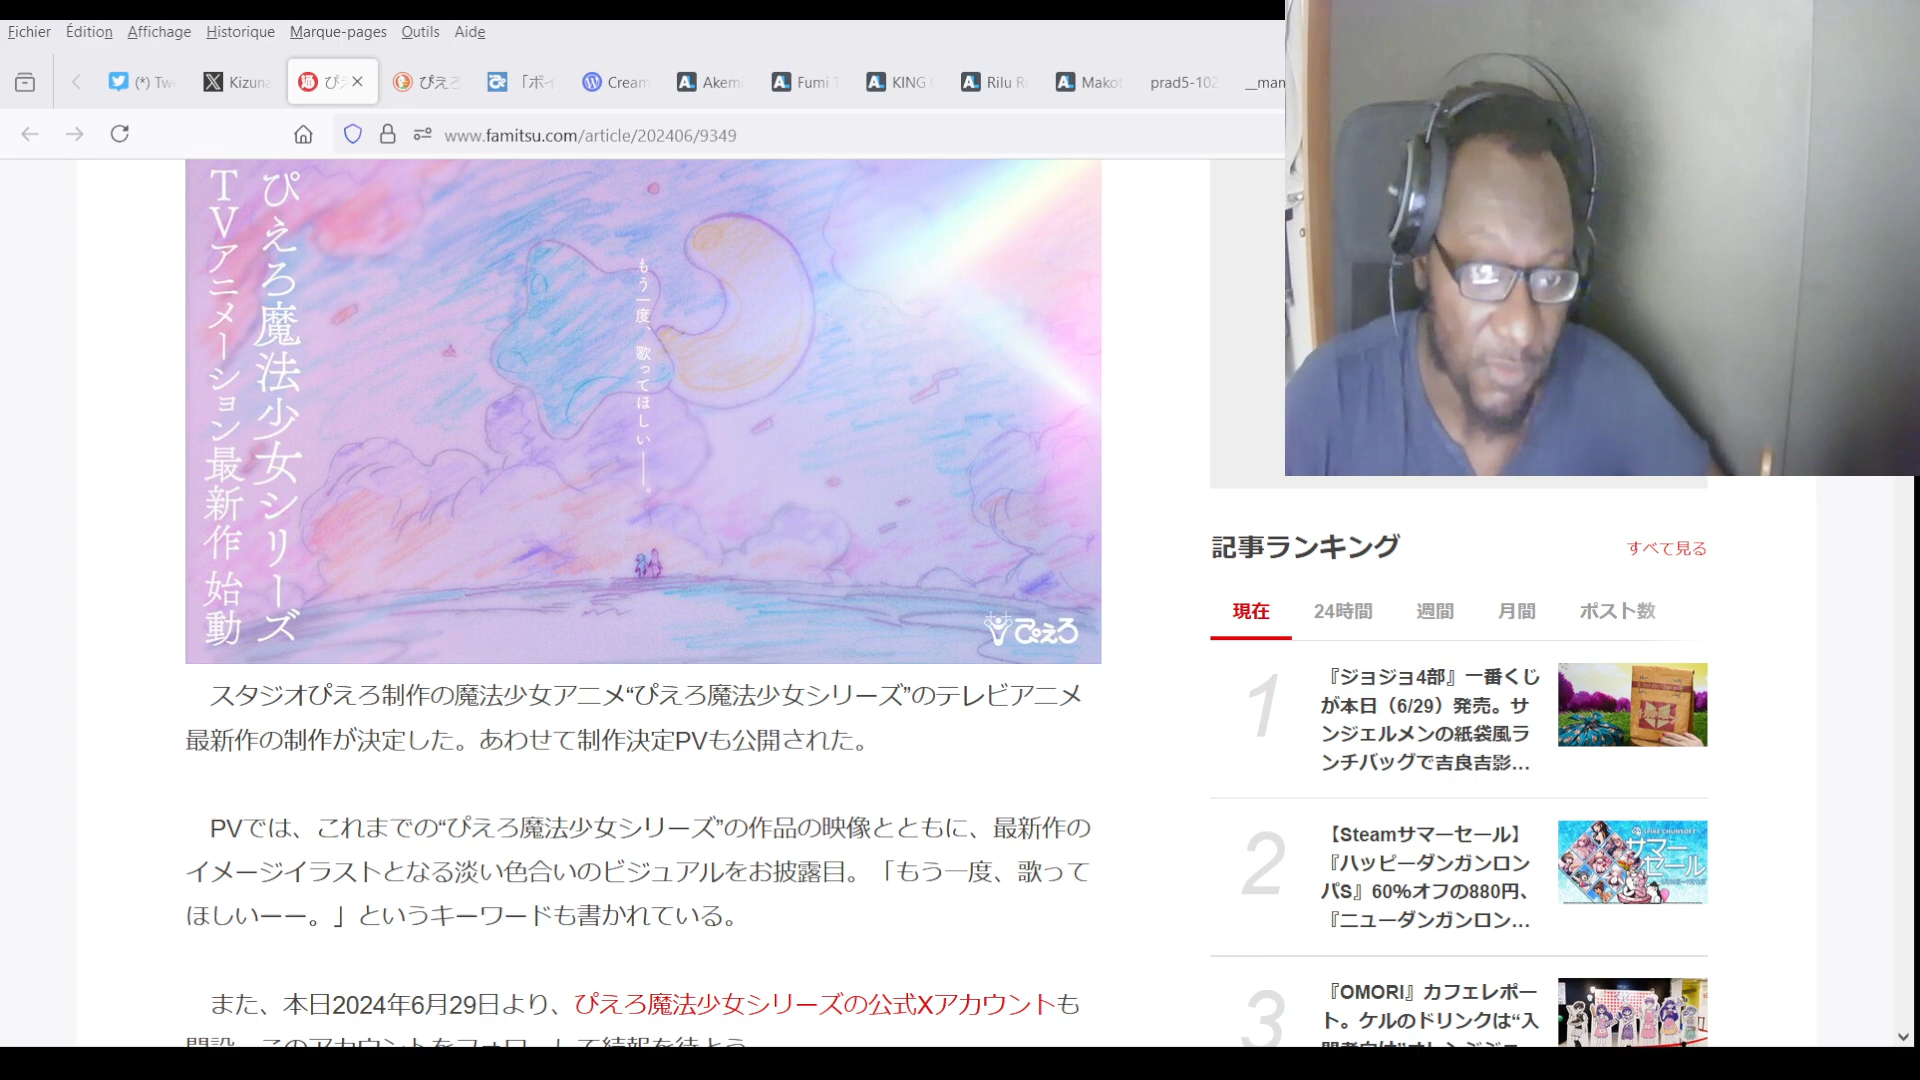 Fichier Édition Affichage Historique Marque-pages Outils Aide
(*) Tw
Kizuna
ぴえ
ぴえろ
「ボイ
Cream
Akemi
Fumi T
KING
Rilu R
Makot
prad5-102
__man
www.famitsu.com/article/202406/9349
ぴえろ魔法少女シリーズ
TVアニメーション最新作 始動
もう一度、歌ってほしい――。
ぴえろ
スタジオぴえろ制作の魔法少女アニメ“ぴえろ魔法少女シリーズ”のテレビアニメ
最新作の制作が決定した。あわせて制作決定PVも公開された。
PVでは、これまでの“ぴえろ魔法少女シリーズ”の作品の映像とともに、最新作の
イメージイラストとなる淡い色合いのビジュアルをお披露目。「もう一度、歌って
ほしいーー。」というキーワードも書かれている。
また、本日2024年6月29日より、ぴえろ魔法少女シリーズの公式Xアカウントも
記事ランキング
すべて見る
現在 24時間 週間 月間 ポスト数
1
『ジョジョ4部』一番くじ
が本日（6/29）発売。サ
ンジェルメンの紙袋風ラ
ンチバッグで吉良吉影…
2
【Steamサマーセール】
『ハッピーダンガンロン
パS』60%オフの880円、
『ニューダンガンロン…
SPIKE CHUNSOFT
サマー
セール
3
『OMORI』カフェレポー
ト。ケルのドリンクは“入